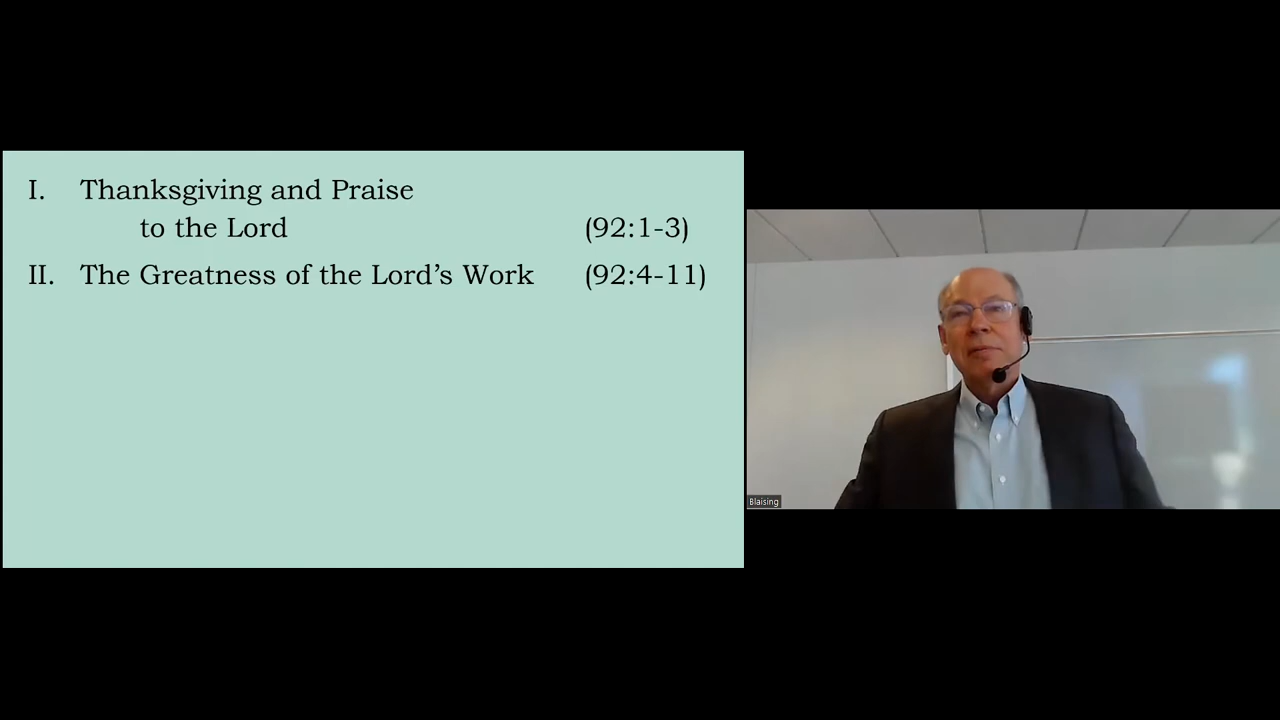 I. Thanksgiving and Praise
to the Lord (92:1-3)
II. The Greatness of the Lord’s Work (92:4-11)
Blaising